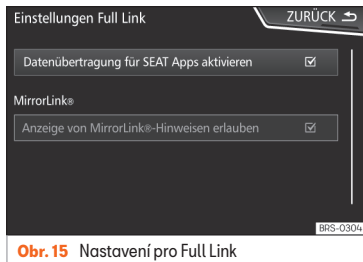 Einstellungen Full Link
ZURÜCK
Datenübertragung für SEAT Apps aktivieren
MirrorLink®
Anzeige von MirrorLink®-Hinweisen erlauben
BRS-0304
Obr. 15 Nastavení pro Full Link